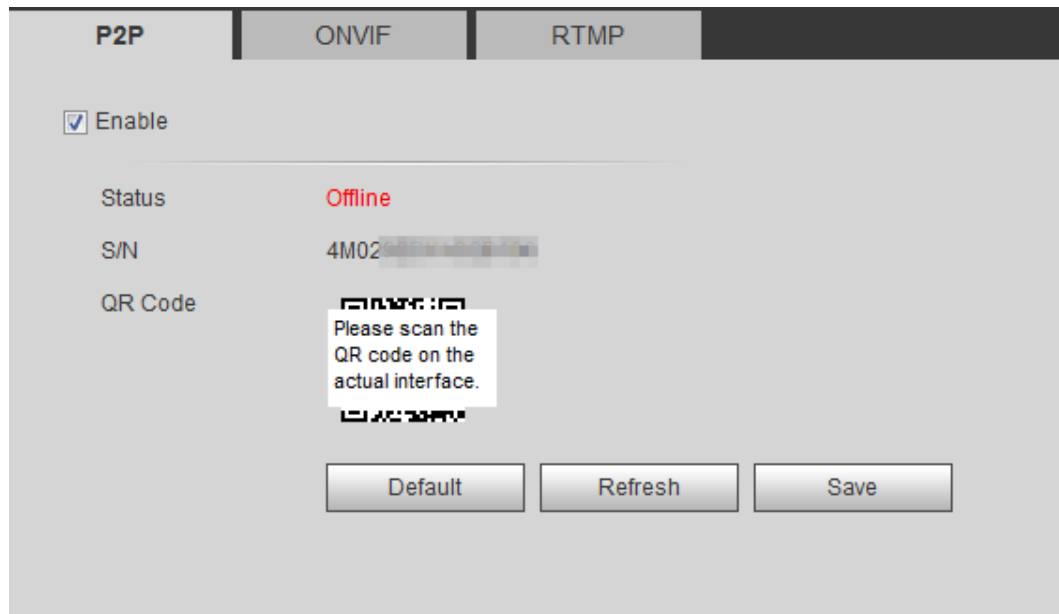 P2P ONVIF RTMP
Enable
Status Offline
S/N 4M02
QR Code
Please scan the
QR code on the
actual interface.
Default Refresh Save